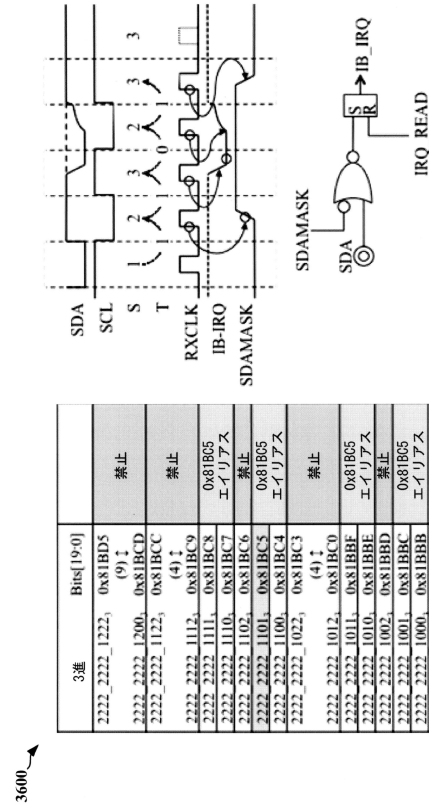 3600
3進 Bits[19:0]
2222_2222_1222₃ 0x81BD5
(9) ↕ 禁止
2222_2222_1200₃ 0x81BCD
2222_2222_1122₃ 0x81BCC
(4) ↕ 禁止
2222_2222_1112₃ 0x81BC9
2222_2222_1111₃ 0x81BC8 0x81BC5
2222_2222_1110₃ 0x81BC7 エイリアス
2222_2222_1102₃ 0x81BC6 禁止
2222_2222_1101₃ 0x81BC5 0x81BC5
2222_2222_1100₃ 0x81BC4 エイリアス
2222_2222_1022₃ 0x81BC3
(4) ↕ 禁止
2222_2222_1012₃ 0x81BC0
2222_2222_1011₃ 0x81BBF 0x81BC5
2222_2222_1010₃ 0x81BBE エイリアス
2222_2222_1002₃ 0x81BBD 禁止
2222_2222_1001₃ 0x81BBC 0x81BC5
2222_2222_1000₃ 0x81BBB エイリアス
SDA
SCL
S 1 2 3 2 3 3
T 1 1 0 1
RXCLK
IB-IRQ
SDAMASK
SDAMASK
SDA
S
R
IB_IRQ
IRQ_READ